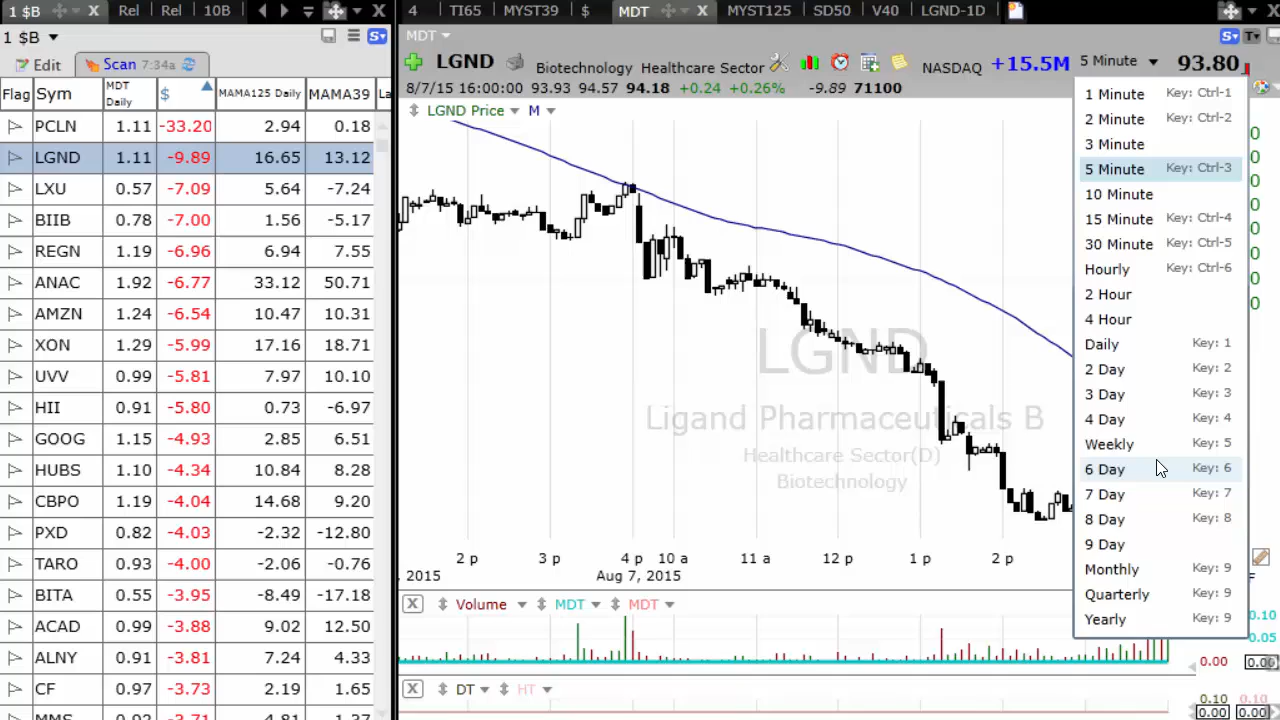 1 $B Rel Rel 10B 4 TI65 MYST39 $ MDT MYST125 SD50 V40 LGND-1D
1 $B S
Edit Scan 7:34a
Flag Sym MDT Daily $ MAMA125 Daily MAMA39 La
PCLN 1.11 -33.20 2.94 0.18
LGND 1.11 -9.89 16.65 13.12
LXU 0.57 -7.09 5.64 -7.24
BIIB 0.78 -7.00 1.56 -5.17
REGN 1.19 -6.96 6.94 7.55
ANAC 1.92 -6.77 33.12 50.71
AMZN 1.24 -6.54 10.47 10.31
XON 1.29 -5.99 17.16 18.71
UVV 0.99 -5.81 7.97 10.10
HII 0.91 -5.80 0.73 -6.97
GOOG 1.15 -4.93 2.85 6.51
HUBS 1.10 -4.34 10.84 8.28
CBPO 1.19 -4.04 14.68 9.20
PXD 0.82 -4.03 -2.32 -12.80
TARO 0.93 -4.00 -2.06 -0.76
BITA 0.55 -3.95 -8.49 -17.18
ACAD 0.99 -3.88 9.02 12.50
ALNY 0.91 -3.81 7.24 4.33
CF 0.97 -3.73 2.19 1.65
MDT S T
LGND Biotechnology Healthcare Sector NASDAQ +15.5M 5 Minute 93.80
8/7/15 16:00:00 93.93 94.57 94.18 +0.24 +0.26% -9.89 71100
LGND Price M
LGND
Ligand Pharmaceuticals B
Healthcare Sector(D)
Biotechnology
2 p 3 p 4 p 10 a 11 a 12 p 1 p 2 p
, 2015 Aug 7, 2015
Volume MDT MDT
DT HT
1 Minute Key: Ctrl-1
2 Minute Key: Ctrl-2
3 Minute
5 Minute Key: Ctrl-3
10 Minute
15 Minute Key: Ctrl-4
30 Minute Key: Ctrl-5
Hourly Key: Ctrl-6
2 Hour
4 Hour
Daily Key: 1
2 Day Key: 2
3 Day Key: 3
4 Day Key: 4
Weekly Key: 5
6 Day Key: 6
7 Day Key: 7
8 Day Key: 8
9 Day
Monthly Key: 9
Quarterly Key: 9
Yearly Key: 9
0.10
0.05
0.00 0.00
0.10 0.10
0.00 0.00